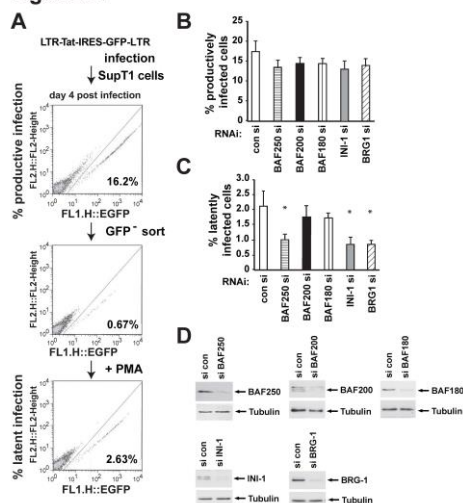 A
LTR-Tat-IRES-GFP-LTR
infection
SupT1 cells
day 4 post infection
% productive infection
FL2.H::FL2-Height
16.2%
FL1.H::EGFP
GFP- sort
FL2.H::FL2-Height
0.67%
FL1.H::EGFP
+ PMA
% latent infection
FL2.H::FL2-Height
2.63%
FL1.H::EGFP
B
% productively
infected cells
25
20
15
10
5
0
RNAi:
con si
BAF250 si
BAF200 si
BAF180 si
INI-1 si
BRG1 si
C
% latently
infected cells
3.0
2.5
2.0
1.5
1.0
.5
0
* * *
RNAi:
con si
BAF250 si
BAF200 si
BAF180 si
INI-1 si
BRG1 si
D
si con
si BAF250
BAF250
Tubulin
si con
si BAF200
BAF200
Tubulin
si con
si BAF180
BAF180
Tubulin
si con
si INI-1
INI-1
Tubulin
si con
si BRG-1
BRG-1
Tubulin